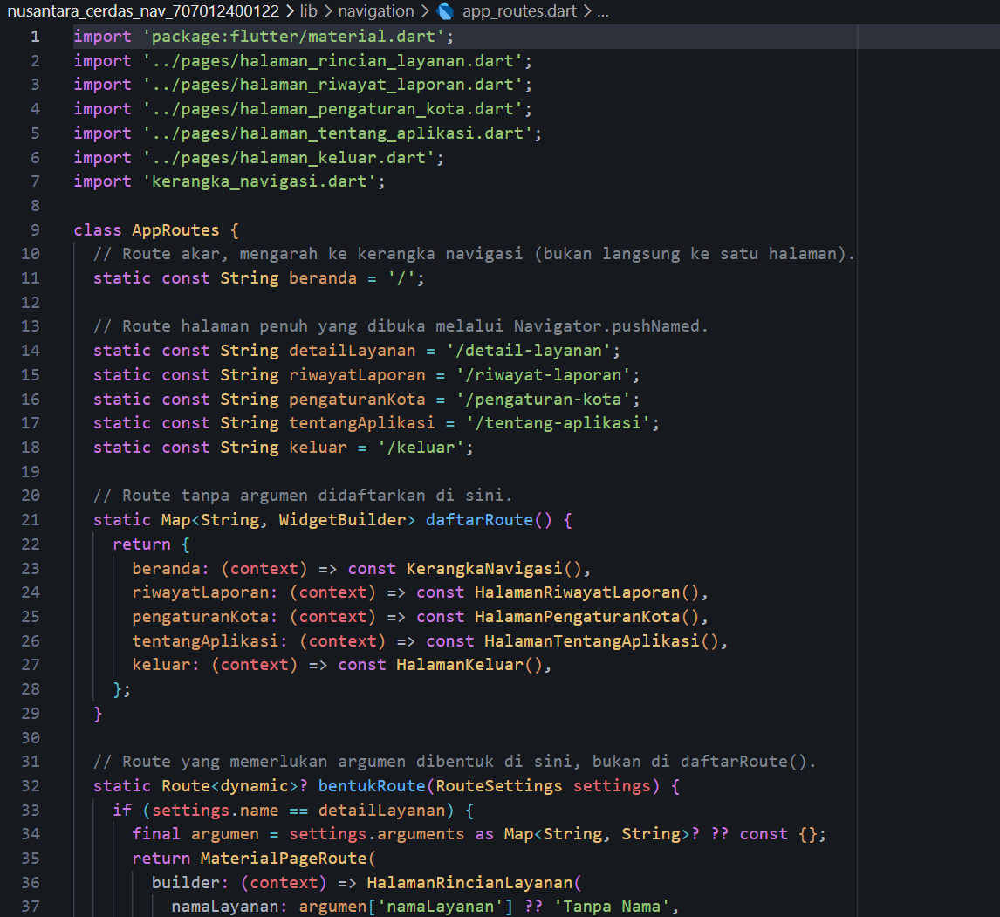 nusantara_cerdas_nav_707012400122 > lib > navigation > app_routes.dart > ...
1 import 'package:flutter/material.dart';
2 import '../pages/halaman_rincian_layanan.dart';
3 import '../pages/halaman_riwayat_laporan.dart';
4 import '../pages/halaman_pengaturan_kota.dart';
5 import '../pages/halaman_tentang_aplikasi.dart';
6 import '../pages/halaman_keluar.dart';
7 import 'kerangka_navigasi.dart';
8
9 class AppRoutes {
10   // Route akar, mengarah ke kerangka navigasi (bukan langsung ke satu halaman).
11   static const String beranda = '/';
12
13   // Route halaman penuh yang dibuka melalui Navigator.pushNamed.
14   static const String detailLayanan = '/detail-layanan';
15   static const String riwayatLaporan = '/riwayat-laporan';
16   static const String pengaturanKota = '/pengaturan-kota';
17   static const String tentangAplikasi = '/tentang-aplikasi';
18   static const String keluar = '/keluar';
19
20   // Route tanpa argumen didaftarkan di sini.
21   static Map<String, WidgetBuilder> daftarRoute() {
22     return {
23       beranda: (context) => const KerangkaNavigasi(),
24       riwayatLaporan: (context) => const HalamanRiwayatLaporan(),
25       pengaturanKota: (context) => const HalamanPengaturanKota(),
26       tentangAplikasi: (context) => const HalamanTentangAplikasi(),
27       keluar: (context) => const HalamanKeluar(),
28     };
29   }
30
31   // Route yang memerlukan argumen dibentuk di sini, bukan di daftarRoute().
32   static Route<dynamic>? bentukRoute(RouteSettings settings) {
33     if (settings.name == detailLayanan) {
34       final argumen = settings.arguments as Map<String, String>? ?? const {};
35       return MaterialPageRoute(
36         builder: (context) => HalamanRincianLayanan(
37           namaLayanan: argumen['namaLayanan'] ?? 'Tanpa Nama',